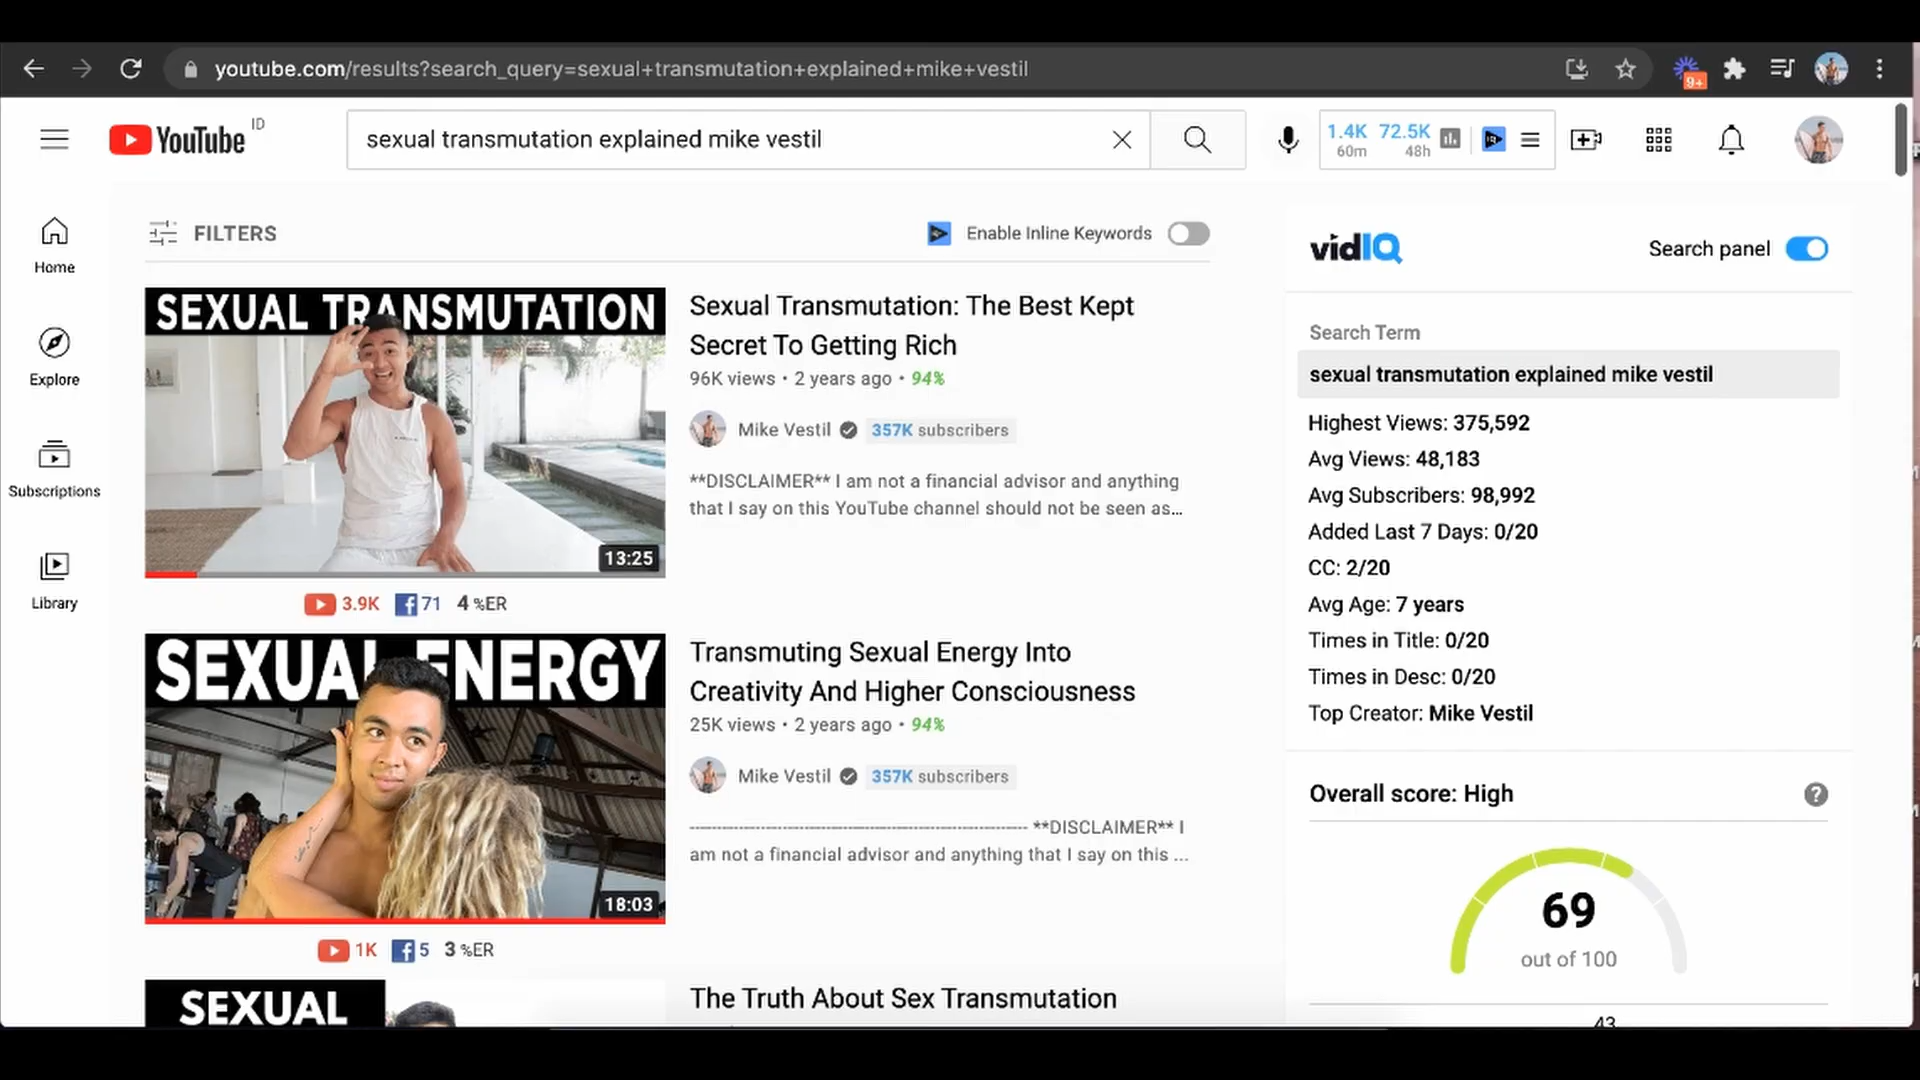 youtube.com/results?search_query=sexual+transmutation+explained+mike+vestil
9+
YouTube ID
sexual transmutation explained mike vestil
1.4K 72.5K
60m 48h
Home
Explore
Subscriptions
Library
FILTERS
Enable Inline Keywords
SEXUAL TRANSMUTATION
13:25
3.9K 71 4 %ER
Sexual Transmutation: The Best Kept
Secret To Getting Rich
96K views • 2 years ago • 94%
Mike Vestil 357K subscribers
**DISCLAIMER** I am not a financial advisor and anything
that I say on this YouTube channel should not be seen as...
SEXUAL ENERGY
18:03
1K 5 3 %ER
Transmuting Sexual Energy Into
Creativity And Higher Consciousness
25K views • 2 years ago • 94%
Mike Vestil 357K subscribers
**DISCLAIMER** I
am not a financial advisor and anything that I say on this ...
SEXUAL
The Truth About Sex Transmutation
vidIQ
Search panel
Search Term
sexual transmutation explained mike vestil
Highest Views: 375,592
Avg Views: 48,183
Avg Subscribers: 98,992
Added Last 7 Days: 0/20
CC: 2/20
Avg Age: 7 years
Times in Title: 0/20
Times in Desc: 0/20
Top Creator: Mike Vestil
Overall score: High
?
69
out of 100
43